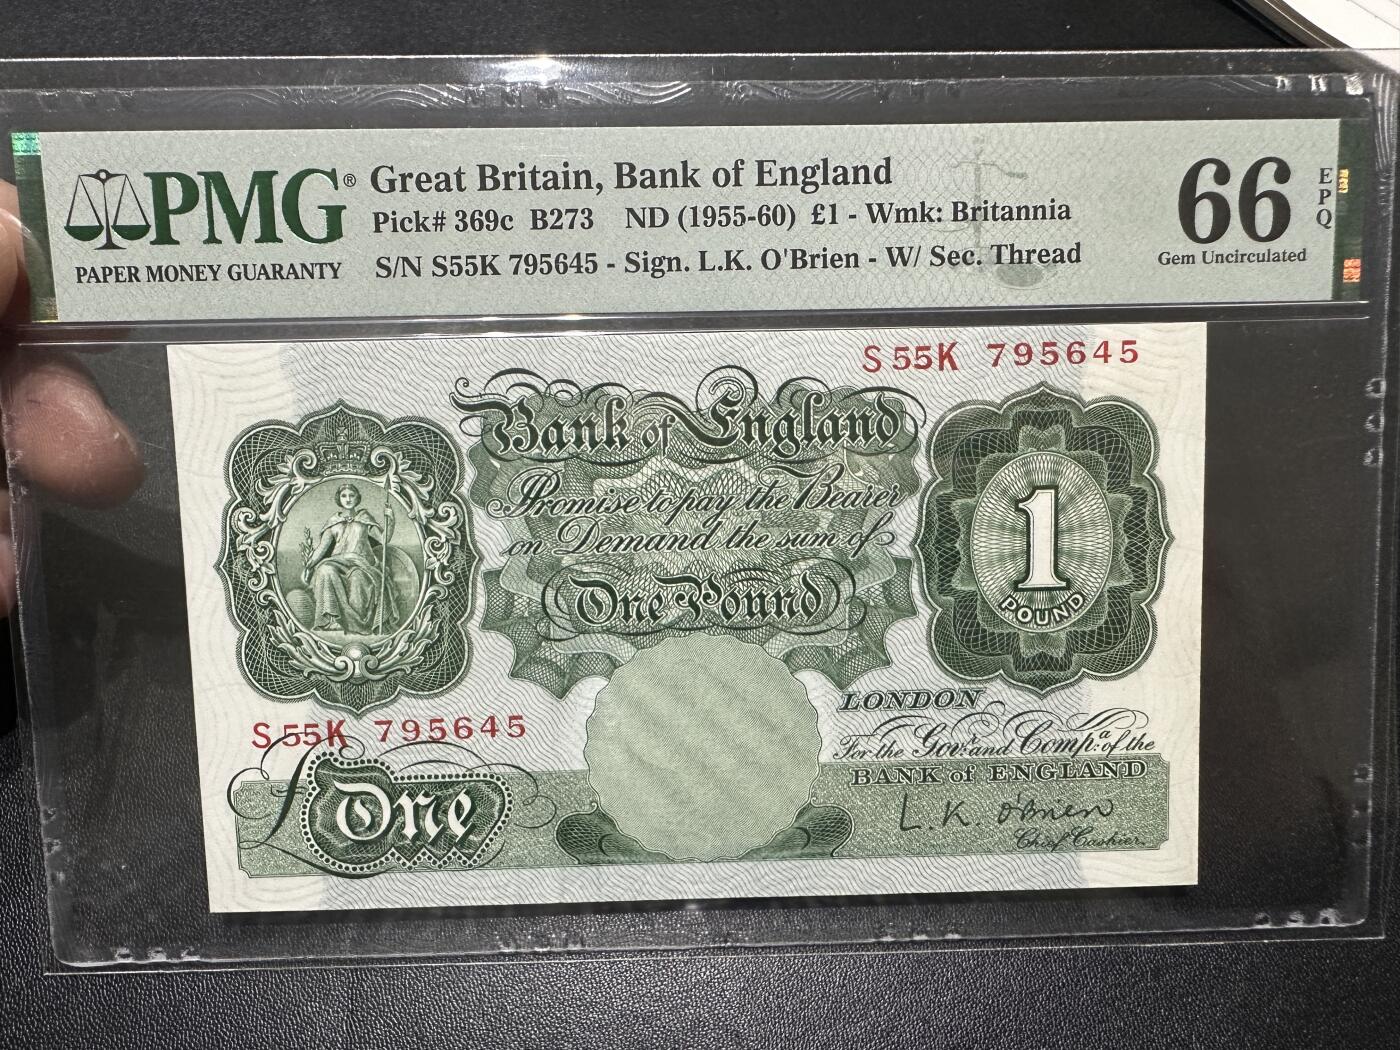 PMG®
PAPER MONEY GUARANTY
Great Britain, Bank of England
Pick# 369c B273 ND (1955-60) £1 - Wmk: Britannia
S/N S55K 795645 - Sign. L.K. O'Brien - W/ Sec. Thread
66
EPQ
Gem Uncirculated
S55K 795645
Bank of England
Promise to pay the Bearer
on Demand the sum of
One Pound
1
POUND
LONDON
For the Govr. and Compa. of the
BANK of ENGLAND
L.K. O'Brien
Chief Cashier.
S55K 795645
£One